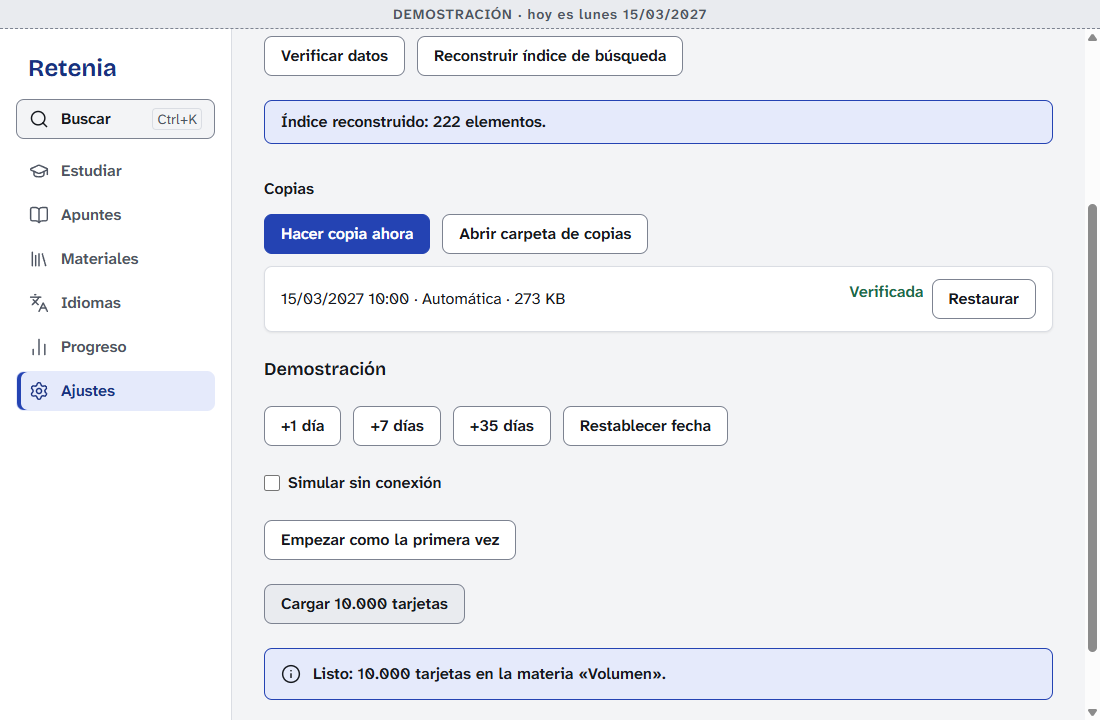 DEMOSTRACIÓN · hoy es lunes 15/03/2027
Retenia
Buscar Ctrl+K
Estudiar
Apuntes
Materiales
Idiomas
Progreso
Ajustes
Verificar datos Reconstruir índice de búsqueda
Índice reconstruido: 222 elementos.
Copias
Hacer copia ahora Abrir carpeta de copias
15/03/2027 10:00 · Automática · 273 KB Verificada Restaurar
Demostración
+1 día +7 días +35 días Restablecer fecha
Simular sin conexión
Empezar como la primera vez
Cargar 10.000 tarjetas
Listo: 10.000 tarjetas en la materia «Volumen».